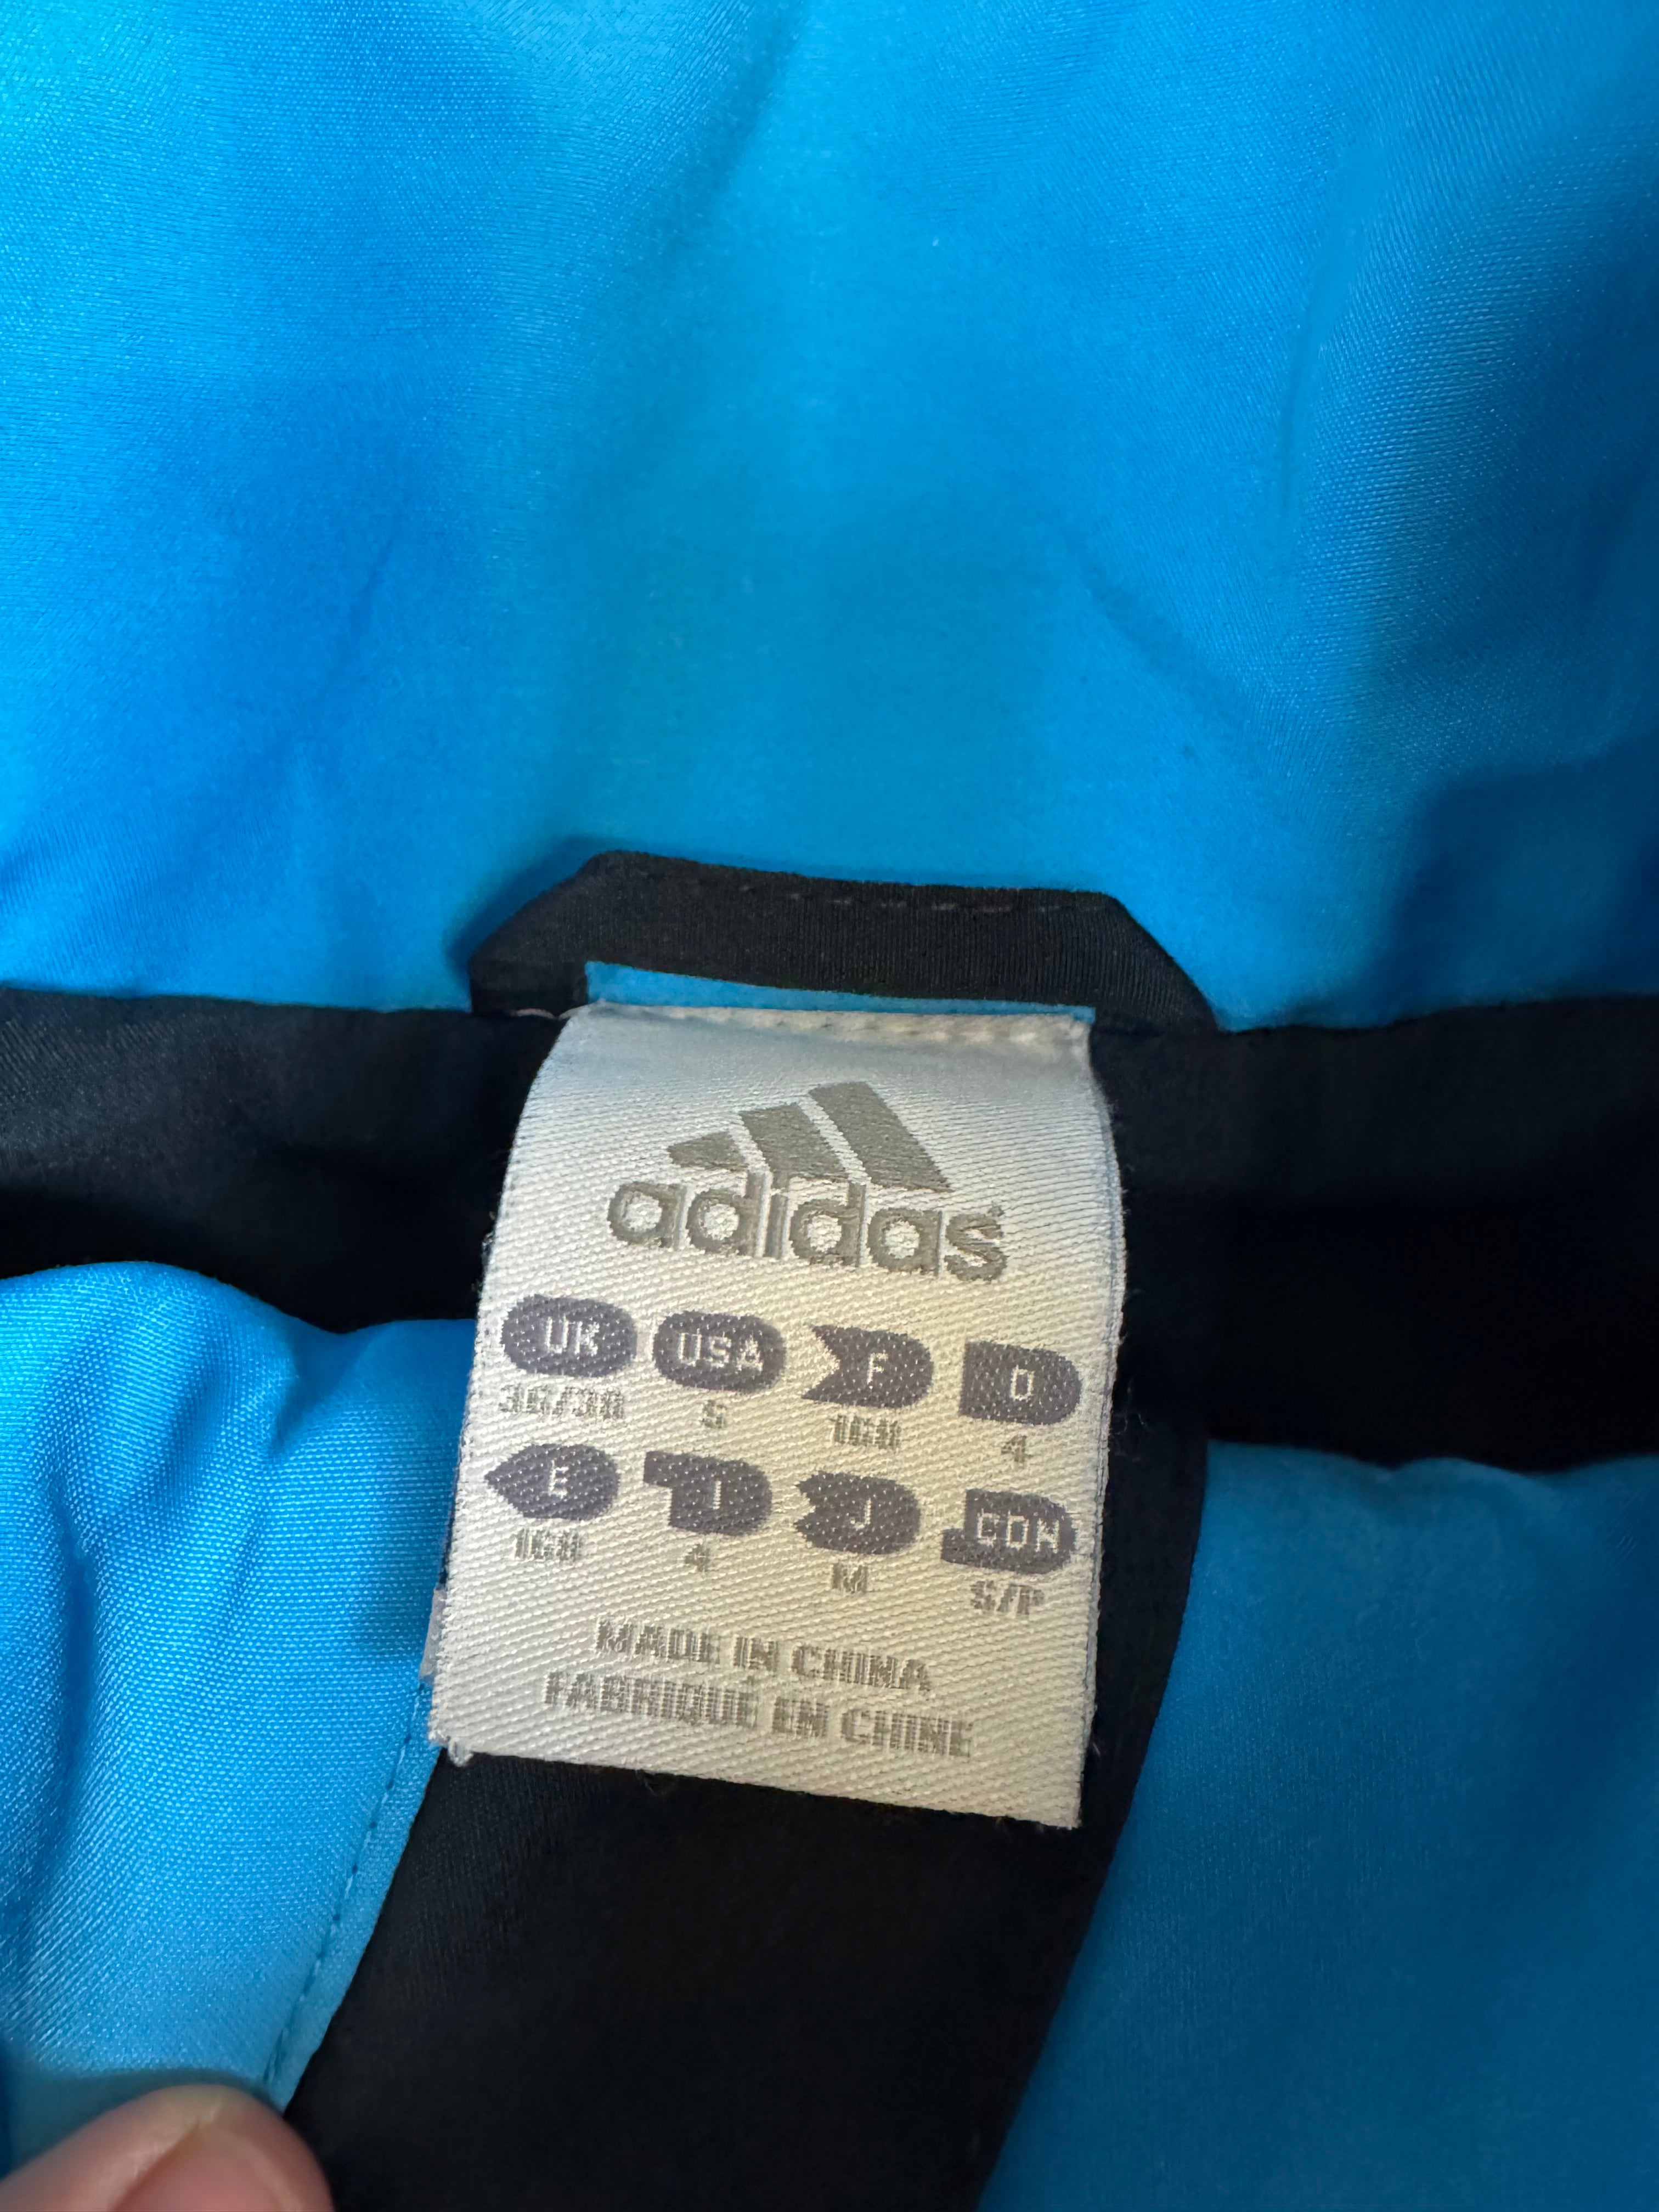 adidas
UK USA F D
36/38 S 168 4
E I J CDN
168 4 M S/P
MADE IN CHINA
FABRIQUÉ EN CHINE